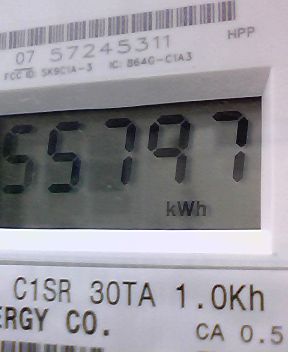 07 57245311 HPP
FCC ID: SK9C1A-3 IC: 864G-C1A3
55797
kWh
C1SR 30TA 1.0Kh
ERGY CO. CA 0.5